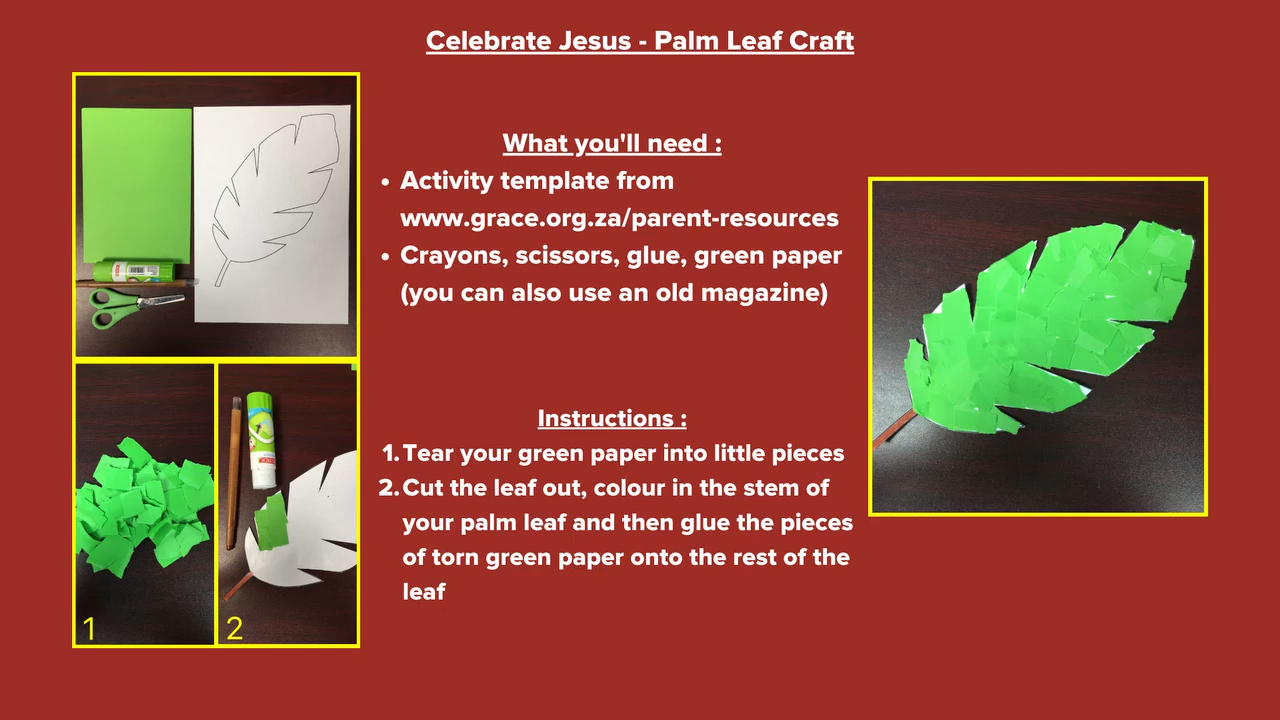 Celebrate Jesus - Palm Leaf Craft
What you'll need :
• Activity template from
www.grace.org.za/parent-resources
• Crayons, scissors, glue, green paper
(you can also use an old magazine)
Instructions :
1. Tear your green paper into little pieces
2. Cut the leaf out, colour in the stem of
your palm leaf and then glue the pieces
of torn green paper onto the rest of the
leaf
1
2